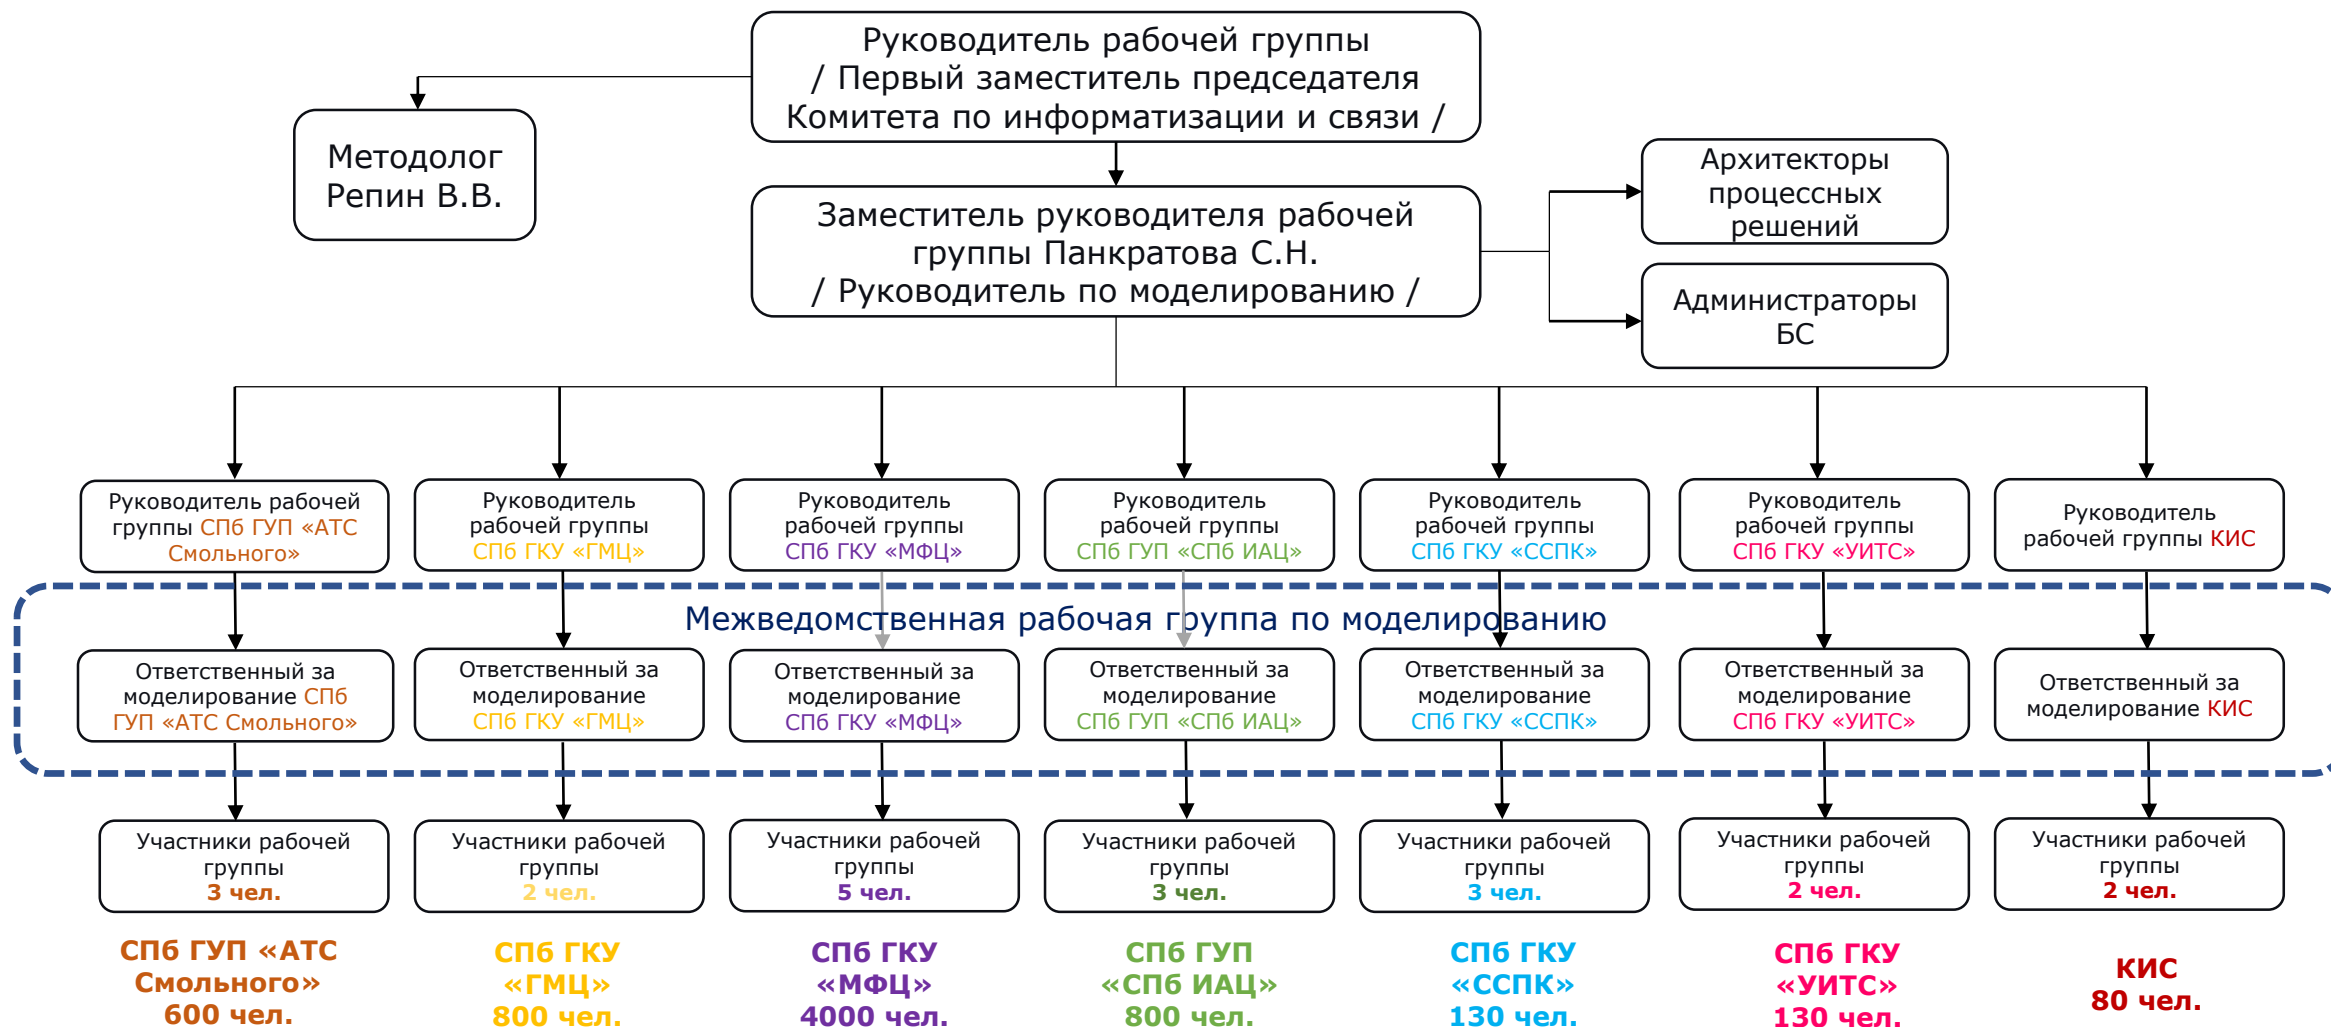 Руководитель рабочей группы
/ Первый заместитель председателя
Комитета по информатизации и связи /
Методолог
Репин В.В.
Архитекторы
процессных
решений
Заместитель руководителя рабочей
группы Панкратова С.Н.
/ Руководитель по моделированию /
Администраторы
БС
Руководитель рабочей
группы СПб ГУП «АТС
Смольного»
Руководитель
рабочей группы
СПб ГКУ «ГМЦ»
Руководитель
рабочей группы
СПб ГКУ «МФЦ»
Руководитель
рабочей группы
СПб ГУП «СПб ИАЦ»
Руководитель
рабочей группы
СПб ГКУ «ССПК»
Руководитель
рабочей группы
СПб ГКУ «УИТС»
Руководитель
рабочей группы КИС
Межведомственная рабочая группа по моделированию
Ответственный за
моделирование СПб
ГУП «АТС Смольного»
Ответственный за
моделирование
СПб ГКУ «ГМЦ»
Ответственный за
моделирование
СПб ГКУ «МФЦ»
Ответственный за
моделирование
СПб ГУП «СПб ИАЦ»
Ответственный за
моделирование
СПб ГКУ «ССПК»
Ответственный за
моделирование
СПб ГКУ «УИТС»
Ответственный за
моделирование КИС
Участники рабочей
группы
3 чел.
Участники рабочей
группы
2 чел.
Участники рабочей
группы
5 чел.
Участники рабочей
группы
3 чел.
Участники рабочей
группы
3 чел.
Участники рабочей
группы
2 чел.
Участники рабочей
группы
2 чел.
СПб ГУП «АТС
Смольного»
600 чел.
СПб ГКУ
«ГМЦ»
800 чел.
СПб ГКУ
«МФЦ»
4000 чел.
СПб ГУП
«СПб ИАЦ»
800 чел.
СПб ГКУ
«ССПК»
130 чел.
СПб ГКУ
«УИТС»
130 чел.
КИС
80 чел.